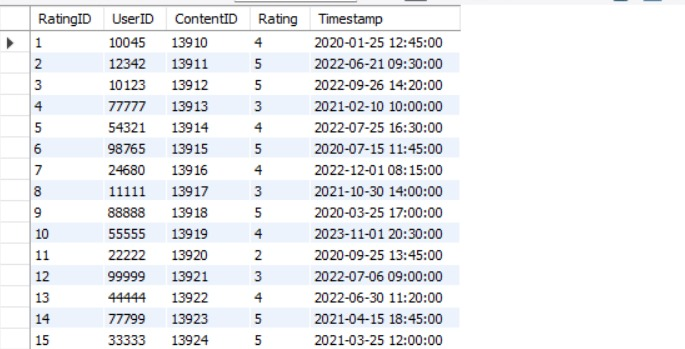 RatingID UserID ContentID Rating Timestamp
1 10045 13910 4 2020-01-25 12:45:00
2 12342 13911 5 2022-06-21 09:30:00
3 10123 13912 5 2022-09-26 14:20:00
4 77777 13913 3 2021-02-10 10:00:00
5 54321 13914 4 2022-07-25 16:30:00
6 98765 13915 5 2020-07-15 11:45:00
7 24680 13916 4 2022-12-01 08:15:00
8 11111 13917 3 2021-10-30 14:00:00
9 88888 13918 5 2020-03-25 17:00:00
10 55555 13919 4 2023-11-01 20:30:00
11 22222 13920 2 2020-09-25 13:45:00
12 99999 13921 3 2022-07-06 09:00:00
13 44444 13922 4 2022-06-30 11:20:00
14 77799 13923 5 2021-04-15 18:45:00
15 33333 13924 5 2021-03-25 12:00:00